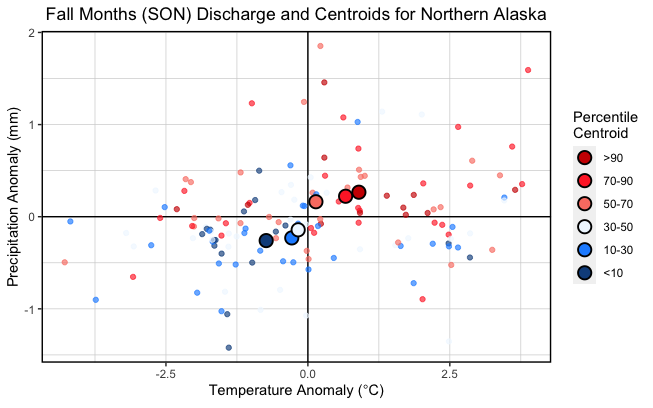 Fall Months (SON) Discharge and Centroids for Northern Alaska
Precipitation Anomaly (mm)
2
1
0
-1
-2.5
0.0
2.5
Temperature Anomaly (°C)
Percentile
Centroid
>90
70-90
50-70
30-50
10-30
<10